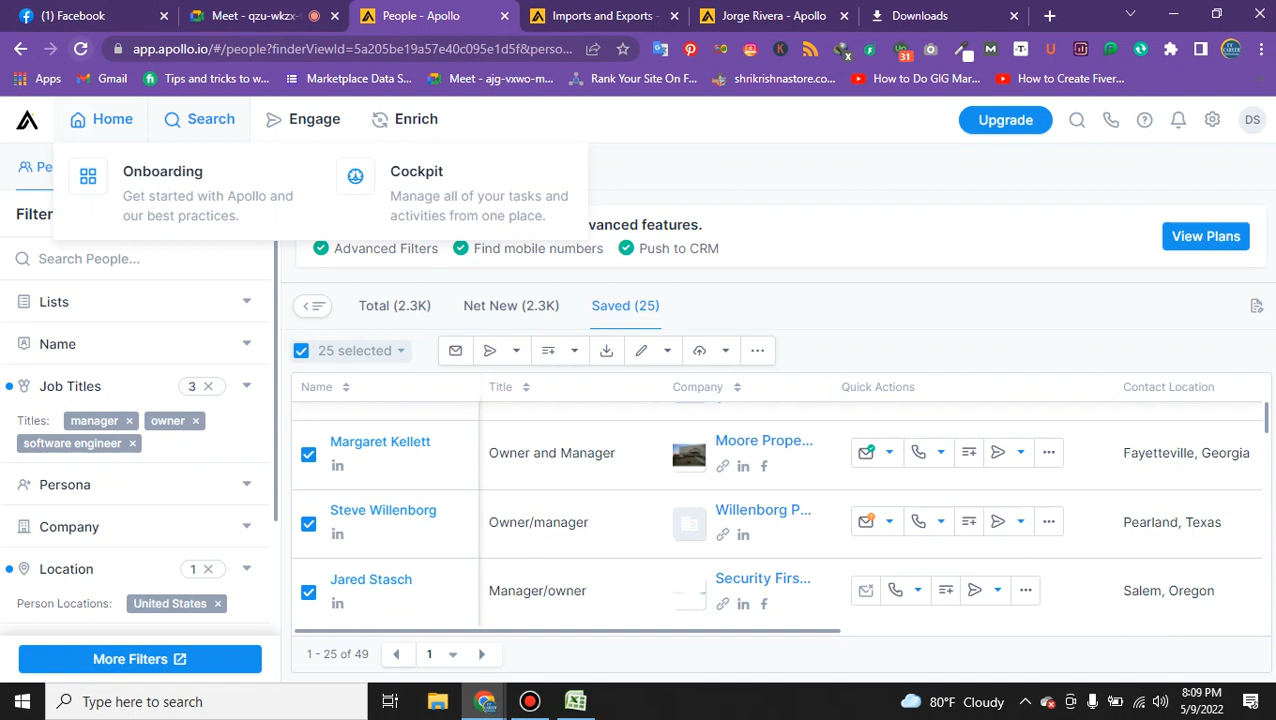 (1) Facebook
Meet - qzu-wkzx-
People - Apollo
Imports and Exports -
Jorge Rivera - Apollo
Downloads
app.apollo.io/#/people?finderViewId=5a205be19a57e40c095e1d5f&perso...
Apps
Gmail
Tips and tricks to w...
Marketplace Data S...
Meet - ajg-vxwo-m...
Rank Your Site On F...
shrikrishnastore.co...
How to Do GIG Mar...
How to Create Fiver...
31
Home
Search
Engage
Enrich
Upgrade
DS
Pe
Onboarding
Get started with Apollo and
our best practices.
Cockpit
Manage all of your tasks and
activities from one place.
vanced features.
Advanced Filters
Find mobile numbers
Push to CRM
View Plans
Filter
Search People...
Lists
Name
Job Titles
3
Titles:
manager
owner
software engineer
Persona
Company
Location
1
Person Locations:
United States
More Filters
Total (2.3K)
Net New (2.3K)
Saved (25)
25 selected
Name
Title
Company
Quick Actions
Contact Location
Margaret Kellett
Owner and Manager
Moore Prope...
Fayetteville, Georgia
Steve Willenborg
Owner/manager
Willenborg P...
Pearland, Texas
Jared Stasch
Manager/owner
Security Firs...
Salem, Oregon
1 - 25 of 49
1
Type here to search
80°F Cloudy
8:09 PM
5/9/2022